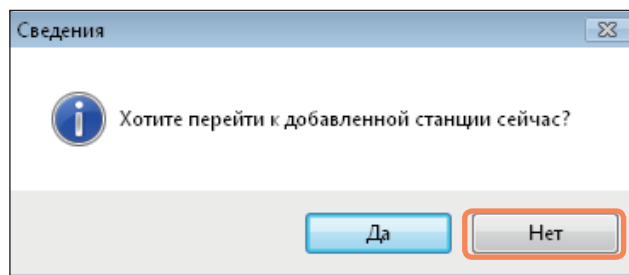 Сведения
Хотите перейти к добавленной станции сейчас?
Да
Нет